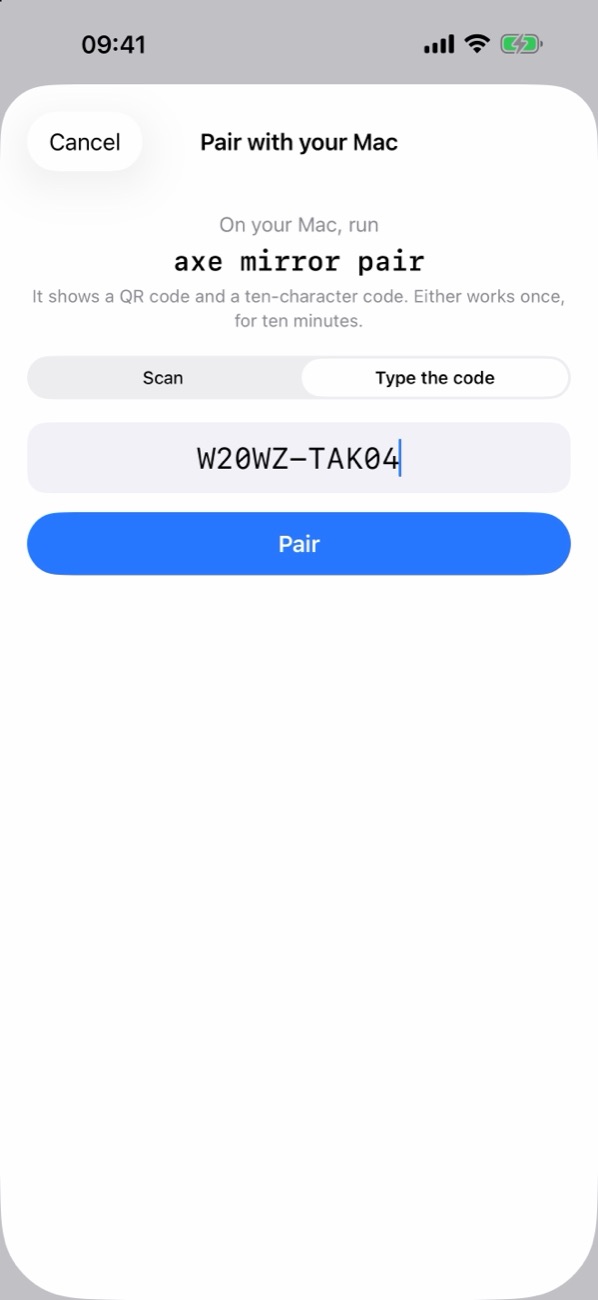 09:41
Cancel
Pair with your Mac
On your Mac, run
axe mirror pair
It shows a QR code and a ten-character code. Either works once,
for ten minutes.
Scan
Type the code
W20WZ-TAK04
Pair